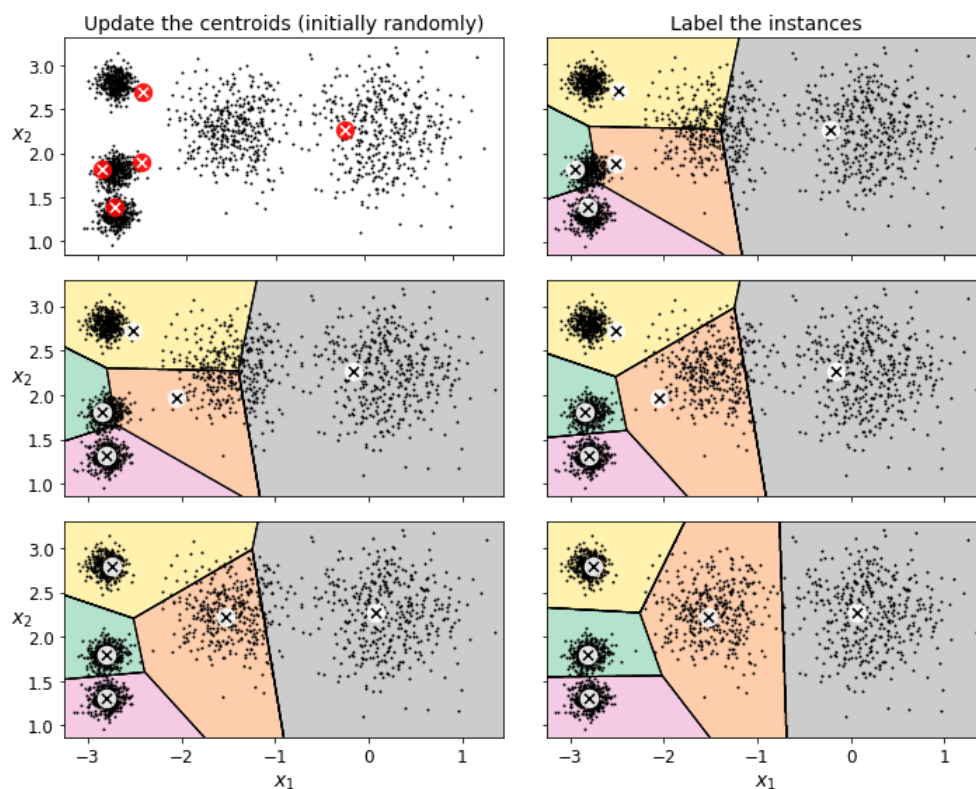 Update the centroids (initially randomly)
Label the instances
3.0
2.5
x₂
2.0
1.5
1.0
3.0
2.5
x₂
2.0
1.5
1.0
3.0
2.5
x₂
2.0
1.5
1.0
−3 −2 −1 0 1
−3 −2 −1 0 1
x₁
x₁